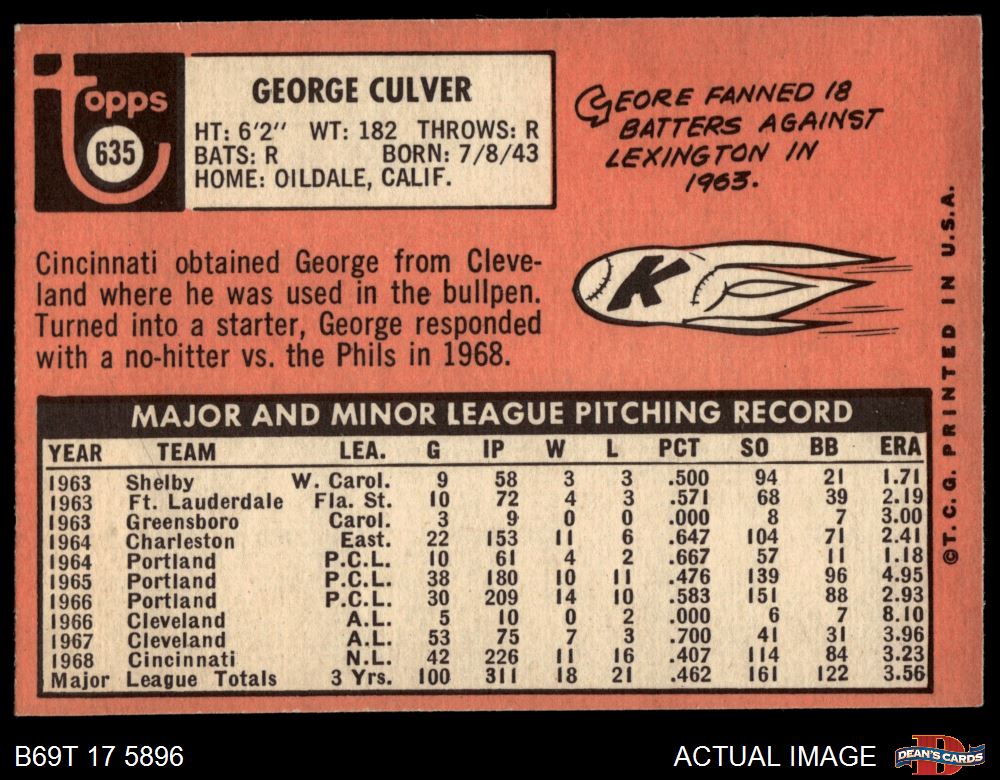 topps
635
GEORGE CULVER
HT: 6'2" WT: 182 THROWS: R
BATS: R BORN: 7/8/43
HOME: OILDALE, CALIF.
GEORE FANNED 18
BATTERS AGAINST
LEXINGTON IN
1963.
Cincinnati obtained George from Cleve-
land where he was used in the bullpen.
Turned into a starter, George responded
with a no-hitter vs. the Phils in 1968.
K
MAJOR AND MINOR LEAGUE PITCHING RECORD
YEAR TEAM LEA. G IP W L PCT SO BB ERA
1963 Shelby W. Carol. 9 58 3 3 .500 94 21 1.71
1963 Ft. Lauderdale Fla. St. 10 72 4 3 .571 68 39 2.19
1963 Greensboro Carol. 3 9 0 0 .000 8 7 3.00
1964 Charleston East. 22 153 11 6 .647 104 71 2.41
1964 Portland P.C.L. 10 61 4 2 .667 57 11 1.18
1965 Portland P.C.L. 38 180 10 11 .476 139 96 4.95
1966 Portland P.C.L. 30 209 14 10 .583 151 88 2.93
1966 Cleveland A.L. 5 10 0 2 .000 6 7 8.10
1967 Cleveland A.L. 53 75 7 3 .700 41 31 3.96
1968 Cincinnati N.L. 42 226 11 16 .407 114 84 3.23
Major League Totals 3 Yrs. 100 311 18 21 .462 161 122 3.56
©T.C.G. PRINTED IN U.S.A.
B69T 17 5896
ACTUAL IMAGE
D
DEAN'S CARDS